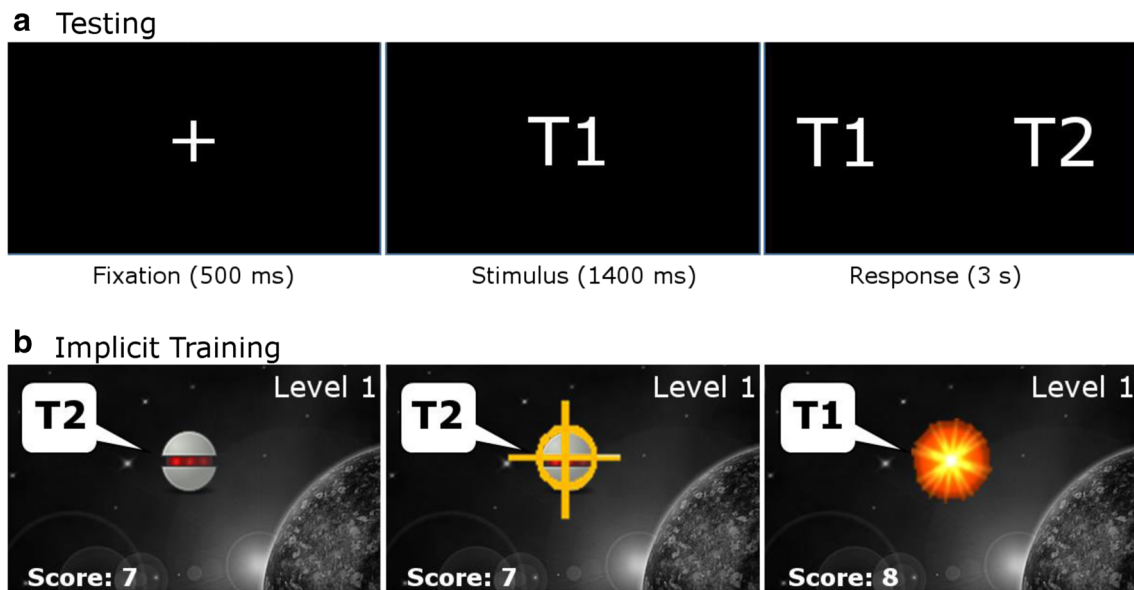 a Testing
+
T1
T1 T2
Fixation (500 ms)
Stimulus (1400 ms)
Response (3 s)
b Implicit Training
T2
Level 1
Score: 7
T2
Level 1
Score: 7
T1
Level 1
Score: 8